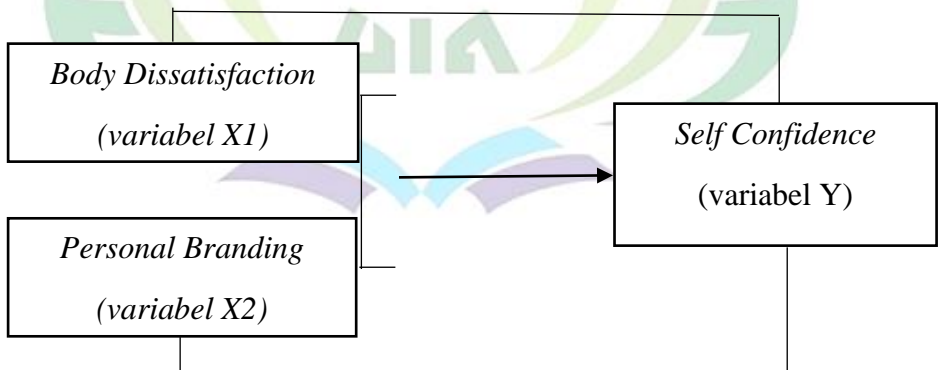 Body Dissatisfaction
(variabel X1)
Self Confidence
(variabel Y)
Personal Branding
(variabel X2)